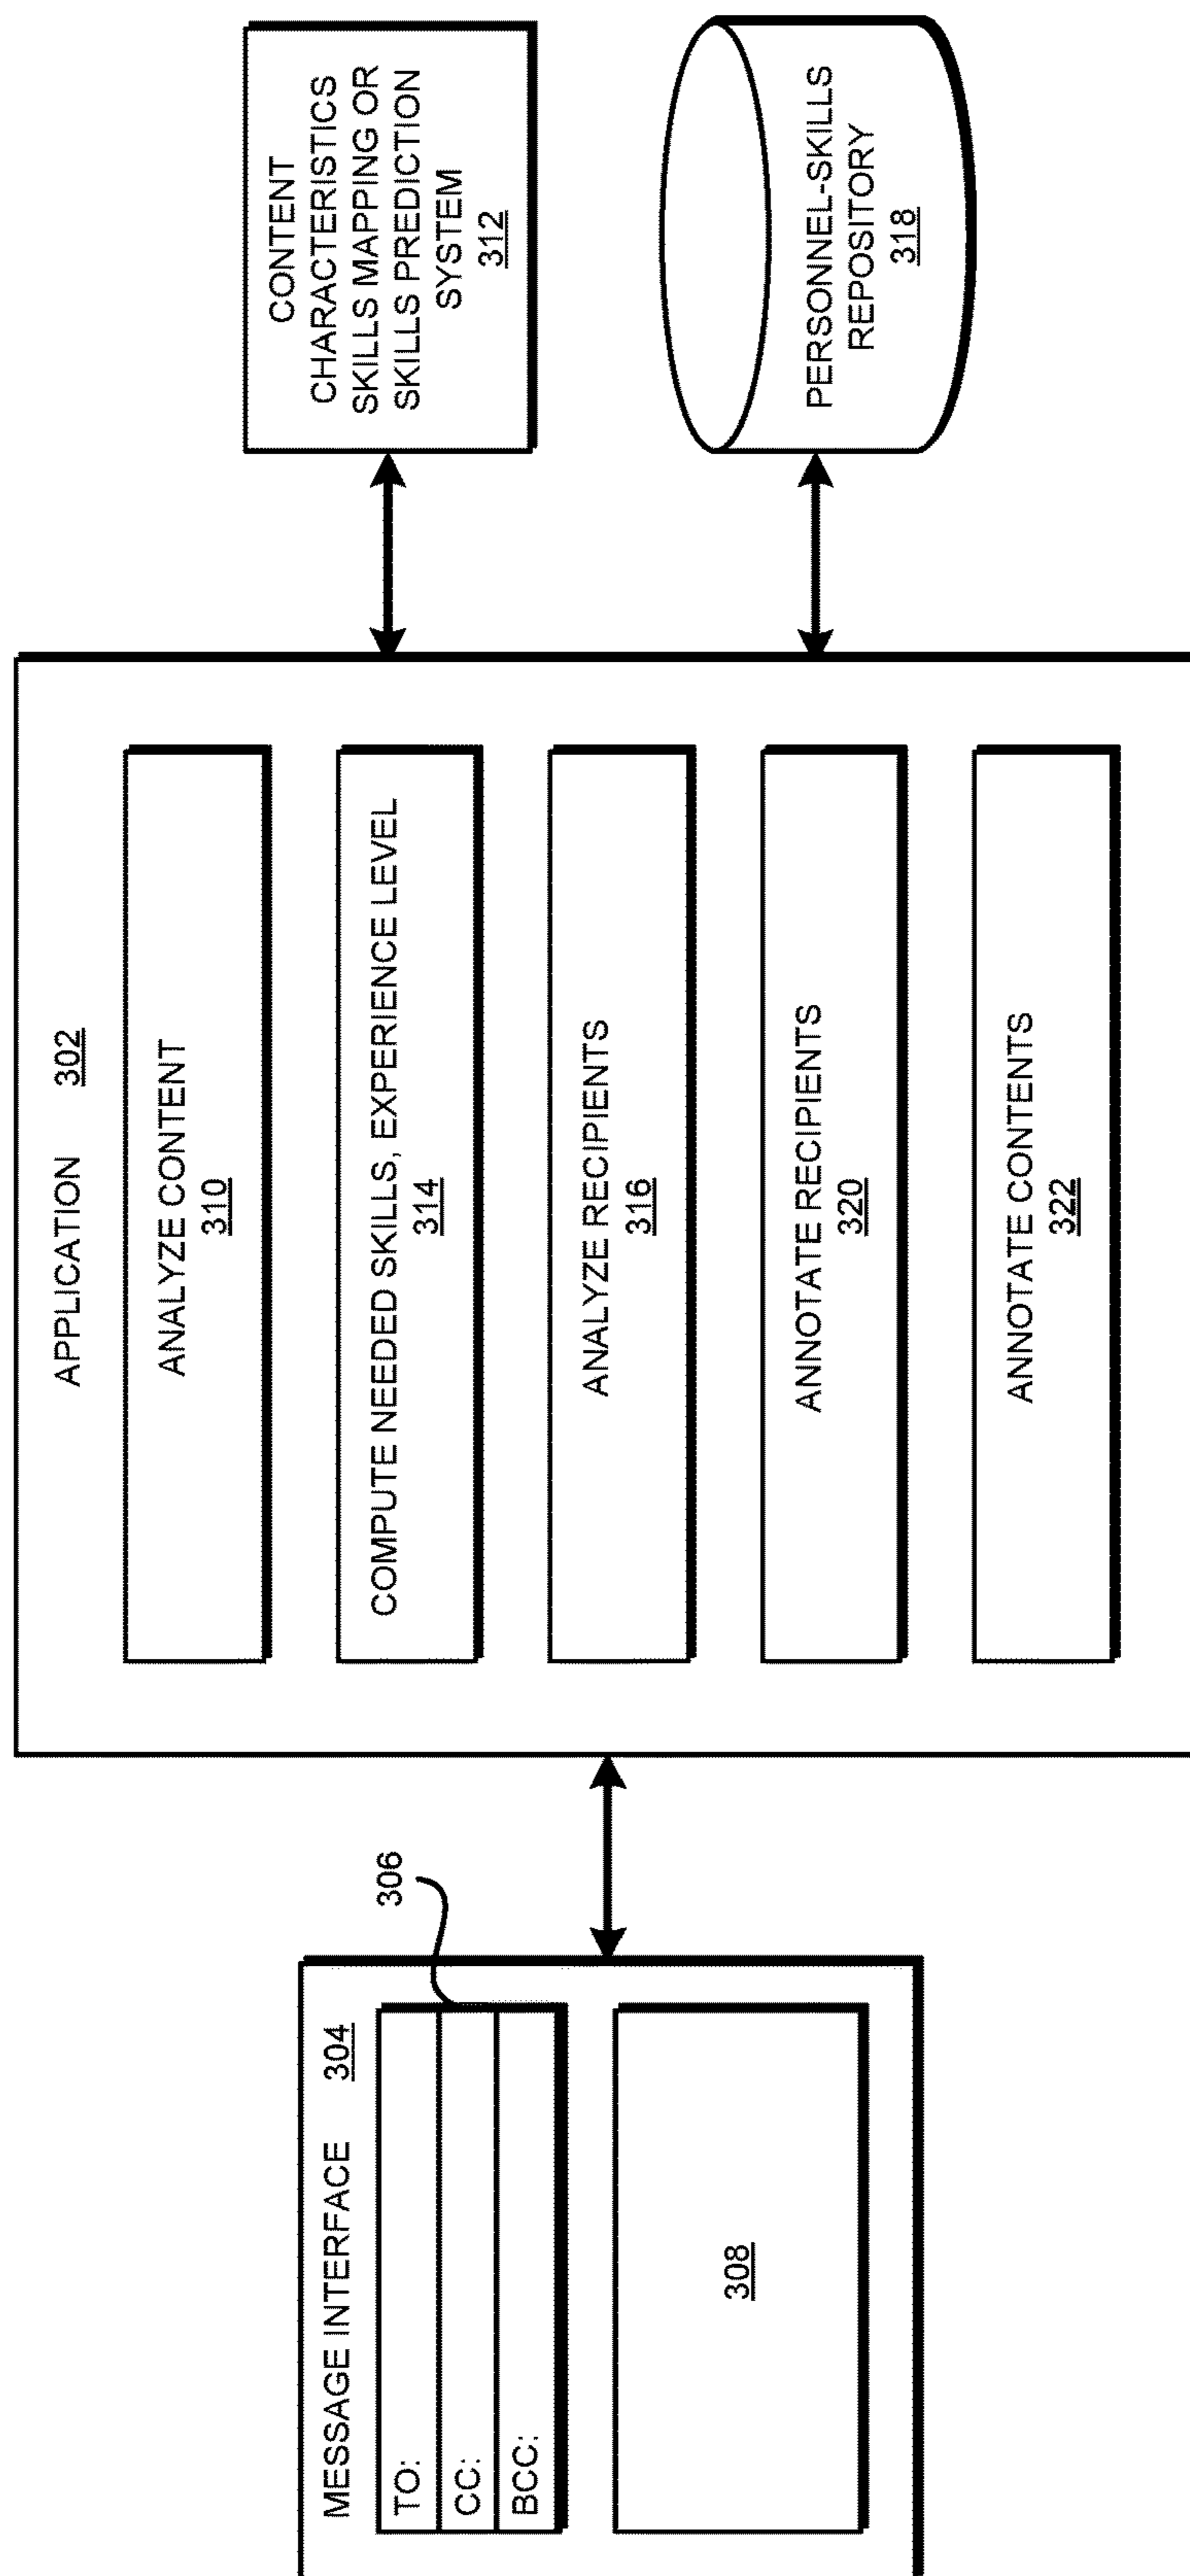 MESSAGE INTERFACE 304
TO:
CC:
BCC:
306
308
APPLICATION 302
ANALYZE CONTENT
310
COMPUTE NEEDED SKILLS, EXPERIENCE LEVEL
314
ANALYZE RECIPIENTS
316
ANNOTATE RECIPIENTS
320
ANNOTATE CONTENTS
322
CONTENT
CHARACTERISTICS
SKILLS MAPPING OR
SKILLS PREDICTION
SYSTEM
312
PERSONNEL-SKILLS
REPOSITORY
318